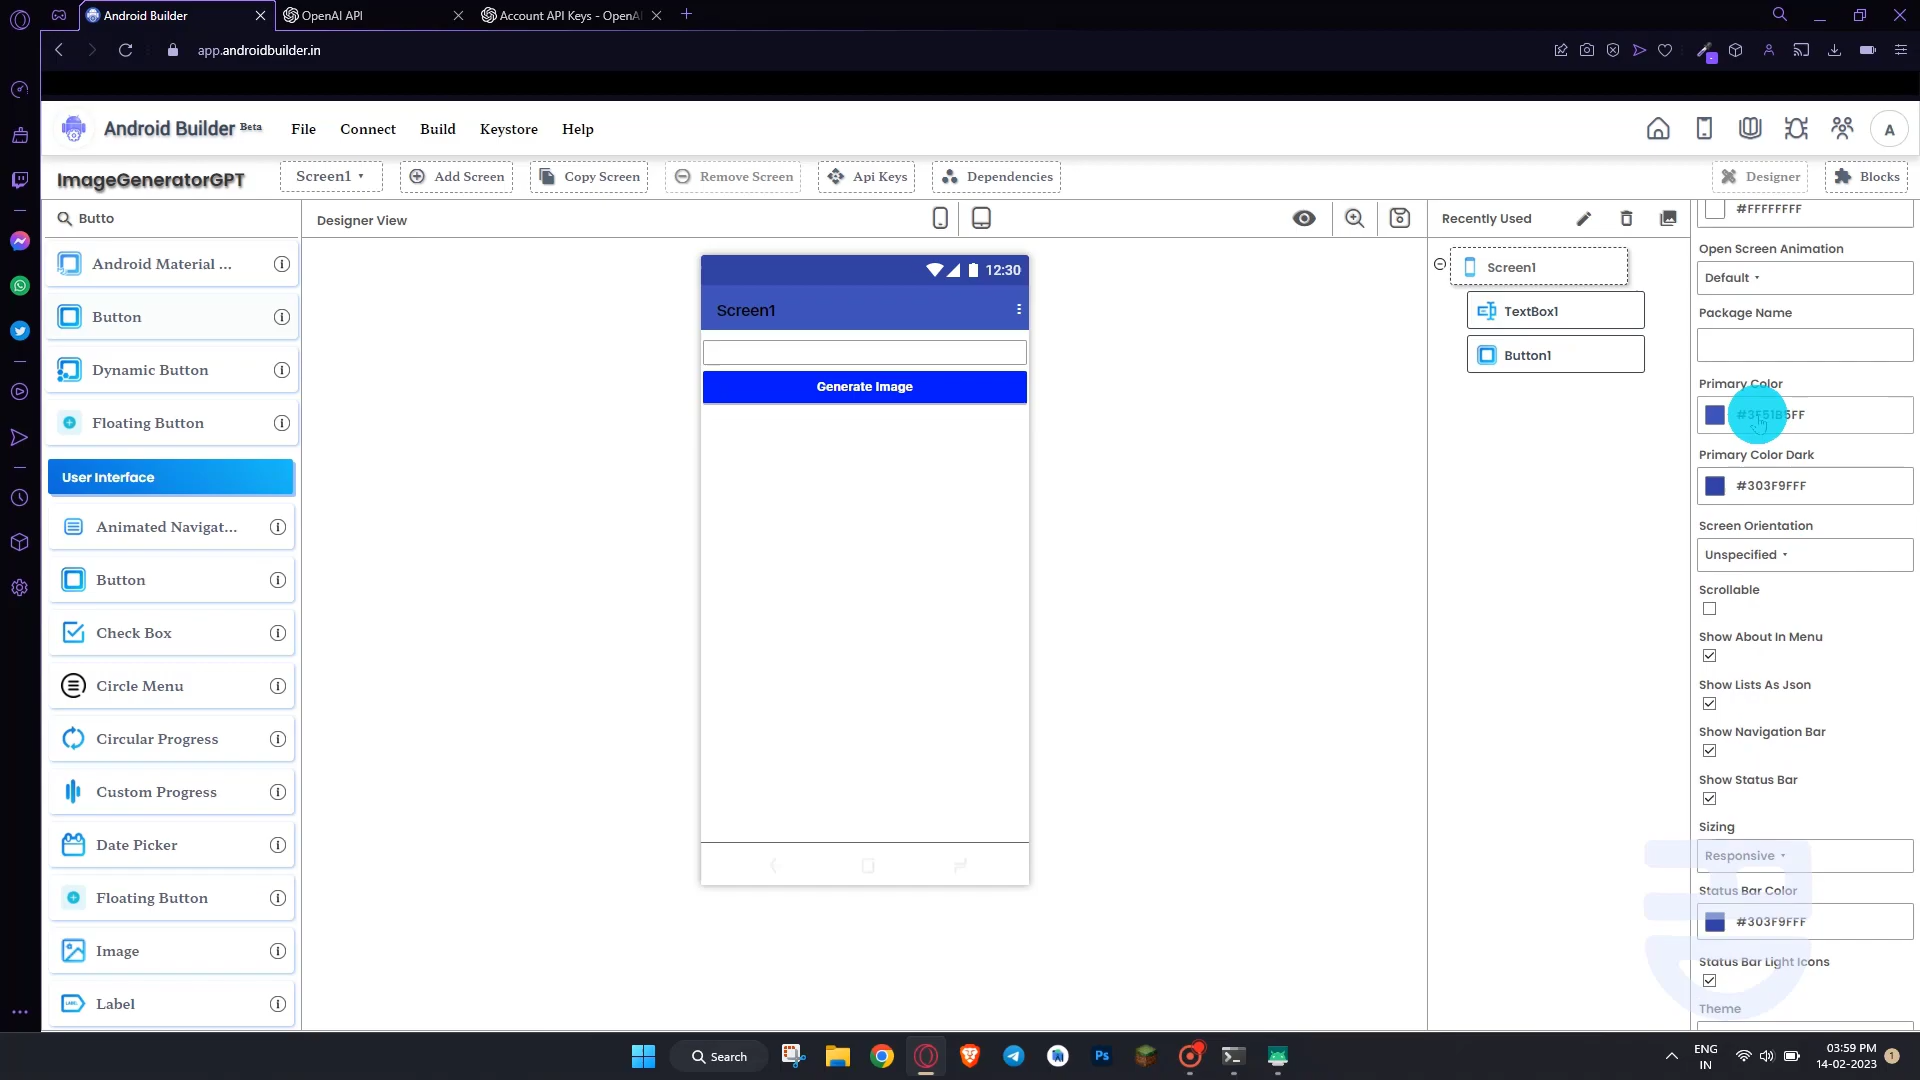 Android Builder
OpenAI API
Account API Keys - OpenAI
app.androidbuilder.in
Android Builder Beta
File
Connect
Build
Keystore
Help
A
ImageGeneratorGPT
Screen1
Add Screen
Copy Screen
Remove Screen
Api Keys
Dependencies
Designer
Blocks
Butto
Android Material ...
Button
Dynamic Button
Floating Button
User Interface
Animated Navigat...
Button
Check Box
Circle Menu
Circular Progress
Custom Progress
Date Picker
Floating Button
Image
Label
Designer View
12:30
Screen1
Generate Image
Recently Used
Screen1
TextBox1
Button1
#FFFFFFFF
Open Screen Animation
Default
Package Name
Primary Color
#3F51B5FF
Primary Color Dark
#303F9FFF
Screen Orientation
Unspecified
Scrollable
Show About In Menu
Show Lists As Json
Show Navigation Bar
Show Status Bar
Sizing
Responsive
Status Bar Color
#303F9FFF
Status Bar Light Icons
Theme
Search
Ps
ENG
IN
03:59 PM
14-02-2023
1